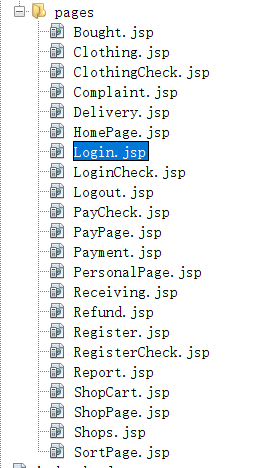 pages
Bought.jsp
Clothing.jsp
ClothingCheck.jsp
Complaint.jsp
Delivery.jsp
HomePage.jsp
Login.jsp
LoginCheck.jsp
Logout.jsp
PayCheck.jsp
PayPage.jsp
Payment.jsp
PersonalPage.jsp
Receiving.jsp
Refund.jsp
Register.jsp
RegisterCheck.jsp
Report.jsp
ShopCart.jsp
ShopPage.jsp
Shops.jsp
SortPage.jsp